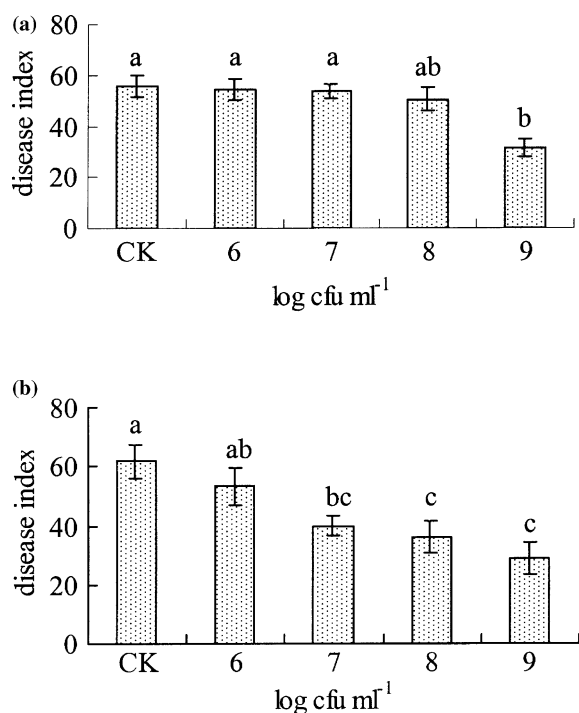 (a)
80
60
40
20
0
disease index
a a a ab b
CK 6 7 8 9
log cfu ml⁻¹
(b)
80
60
40
20
0
disease index
a ab bc c c
CK 6 7 8 9
log cfu ml⁻¹